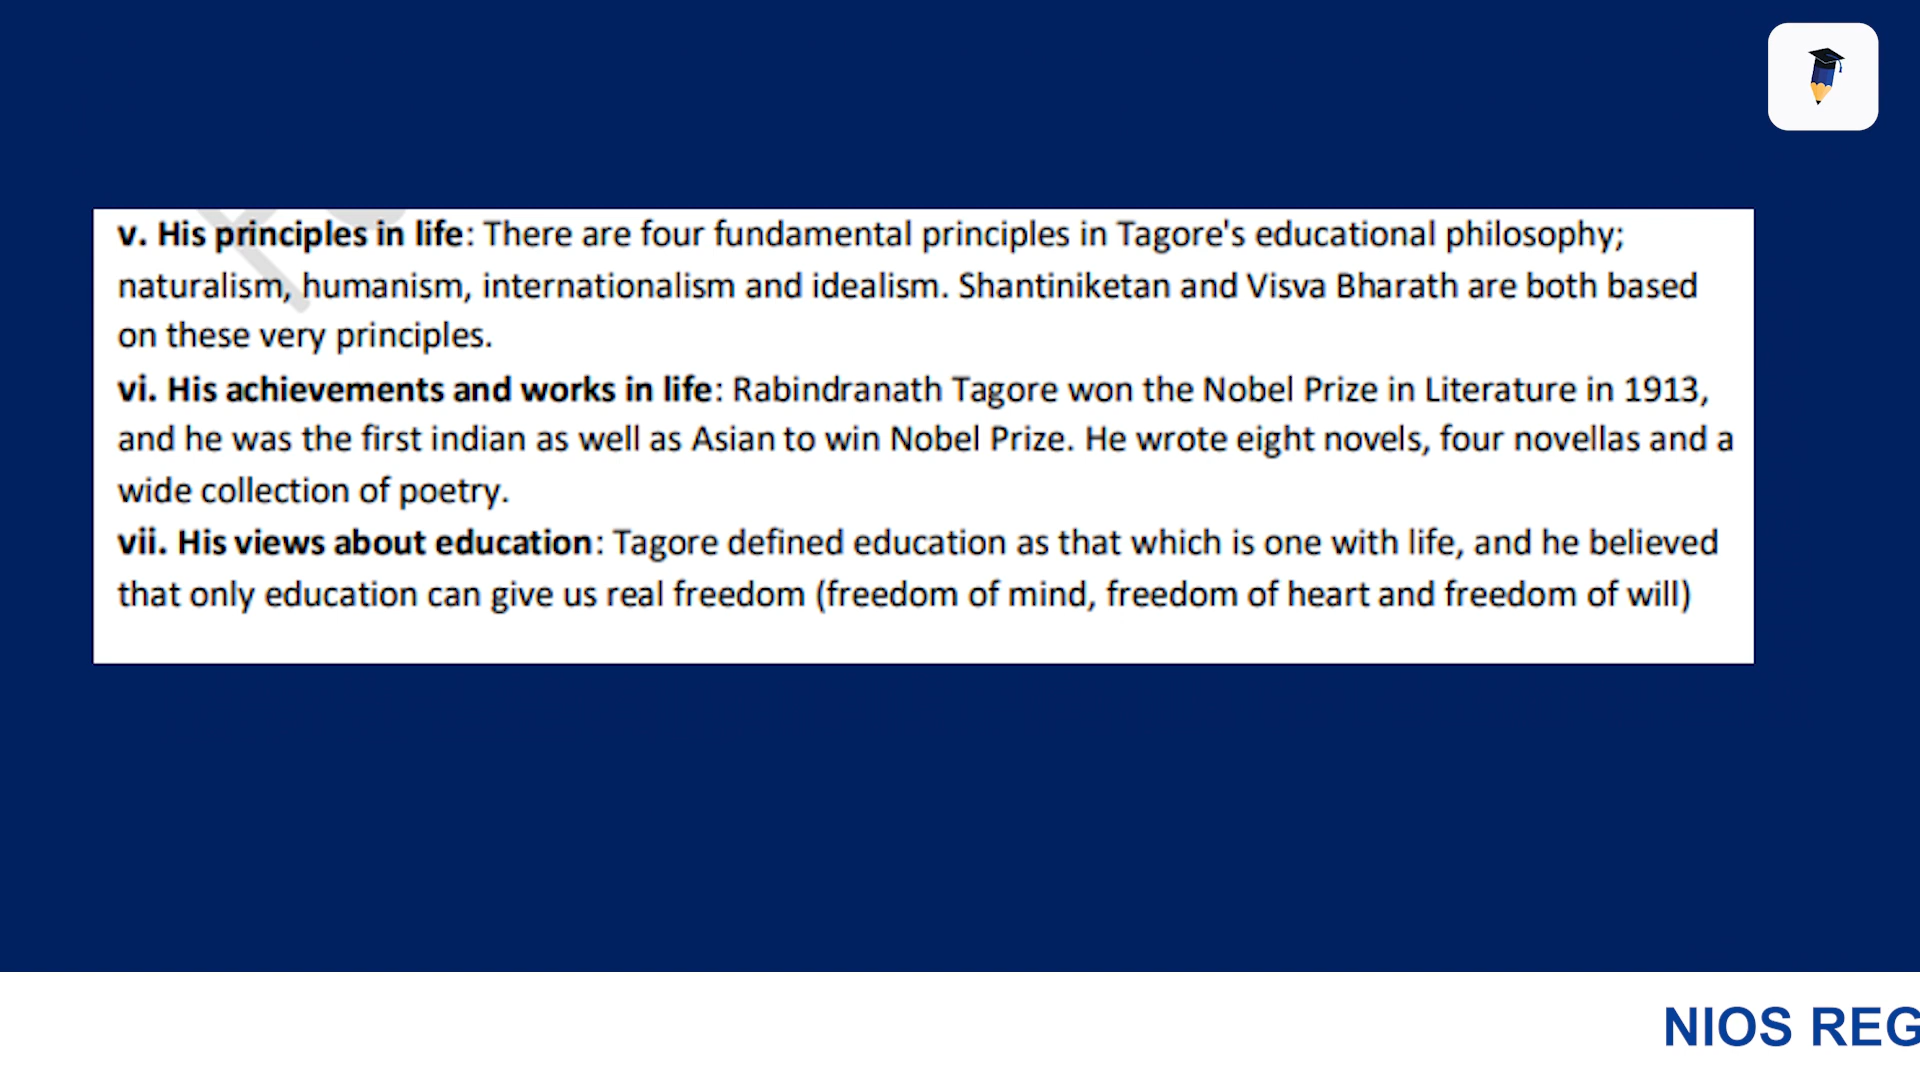 v. His principles in life: There are four fundamental principles in Tagore's educational philosophy;
naturalism, humanism, internationalism and idealism. Shantiniketan and Visva Bharath are both based
on these very principles.
vi. His achievements and works in life: Rabindranath Tagore won the Nobel Prize in Literature in 1913,
and he was the first indian as well as Asian to win Nobel Prize. He wrote eight novels, four novellas and a
wide collection of poetry.
vii. His views about education: Tagore defined education as that which is one with life, and he believed
that only education can give us real freedom (freedom of mind, freedom of heart and freedom of will)
NIOS REG